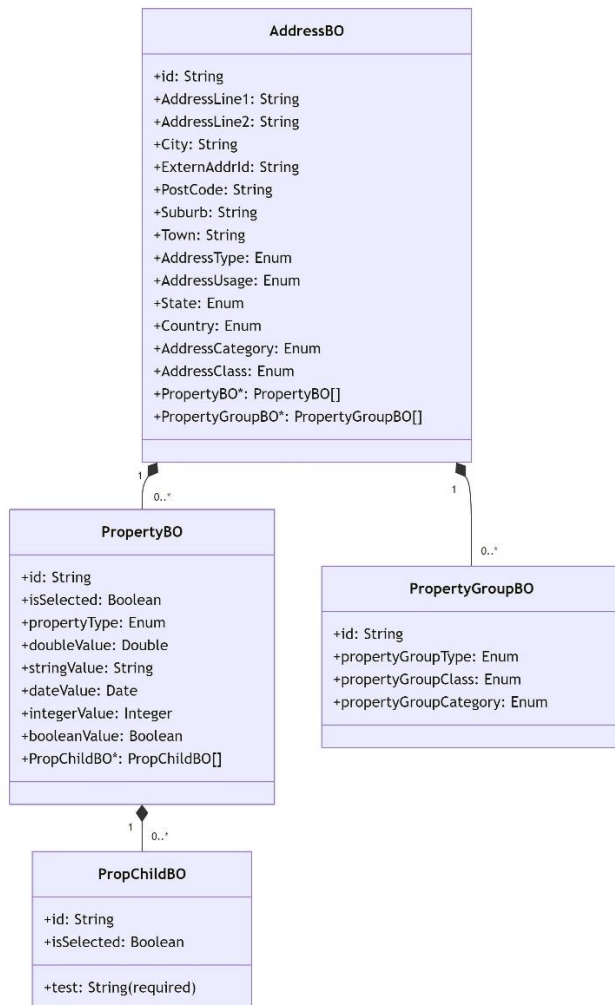 AddressBO
+id: String
+AddressLine1: String
+AddressLine2: String
+City: String
+ExternAddrId: String
+PostCode: String
+Suburb: String
+Town: String
+AddressType: Enum
+AddressUsage: Enum
+State: Enum
+Country: Enum
+AddressCategory: Enum
+AddressClass: Enum
+PropertyBO*: PropertyBO[]
+PropertyGroupBO*: PropertyGroupBO[]
1
0..*
1
0..*
PropertyBO
+id: String
+isSelected: Boolean
+propertyType: Enum
+doubleValue: Double
+stringValue: String
+dateValue: Date
+integerValue: Integer
+booleanValue: Boolean
+PropChildBO*: PropChildBO[]
PropertyGroupBO
+id: String
+propertyGroupType: Enum
+propertyGroupClass: Enum
+propertyGroupCategory: Enum
1
0..*
PropChildBO
+id: String
+isSelected: Boolean
+test: String(required)